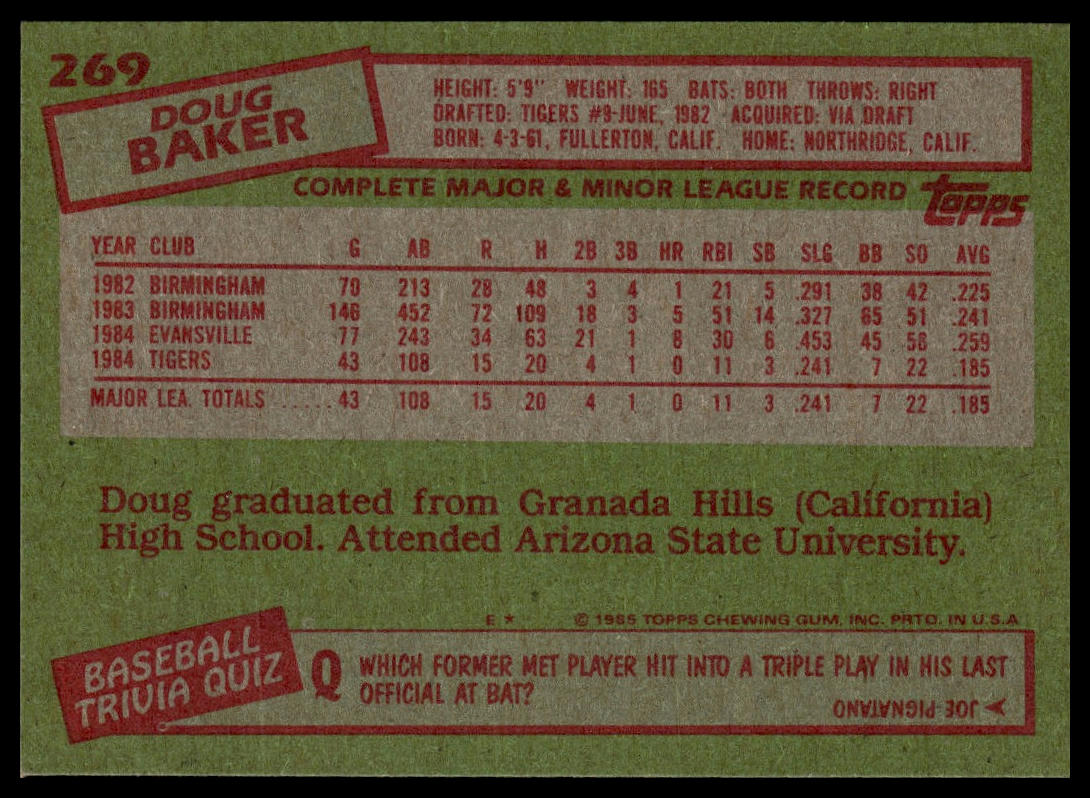 269
DOUG
BAKER
HEIGHT: 5'9" WEIGHT: 165 BATS: BOTH THROWS: RIGHT
DRAFTED: TIGERS #9-JUNE, 1982 ACQUIRED: VIA DRAFT
BORN: 4-3-61, FULLERTON, CALIF. HOME: NORTHRIDGE, CALIF.
COMPLETE MAJOR & MINOR LEAGUE RECORD topps
YEAR CLUB G AB R H 2B 3B HR RBI SB SLG BB SO AVG
1982 BIRMINGHAM 70 213 28 48 3 4 1 21 5 .291 38 42 .225
1983 BIRMINGHAM 146 452 72 109 18 3 5 51 14 .327 65 51 .241
1984 EVANSVILLE 77 243 34 63 21 1 8 30 6 .453 45 58 .259
1984 TIGERS 43 108 15 20 4 1 0 11 3 .241 7 22 .185
MAJOR LEA. TOTALS ...... 43 108 15 20 4 1 0 11 3 .241 7 22 .185
Doug graduated from Granada Hills (California)
High School. Attended Arizona State University.
E * © 1985 TOPPS CHEWING GUM, INC. PRTD. IN U.S.A
BASEBALL
TRIVIA QUIZ
Q WHICH FORMER MET PLAYER HIT INTO A TRIPLE PLAY IN HIS LAST
OFFICIAL AT BAT?
JOE PIGNATANO